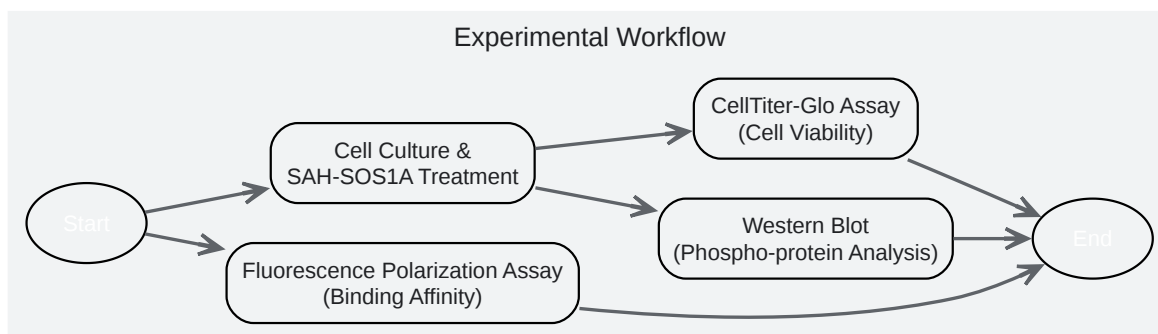 Experimental Workflow
CellTiter-Glo Assay
(Cell Viability)
Cell Culture &
SAH-SOS1A Treatment
Start
Western Blot
(Phospho-protein Analysis)
End
Fluorescence Polarization Assay
(Binding Affinity)